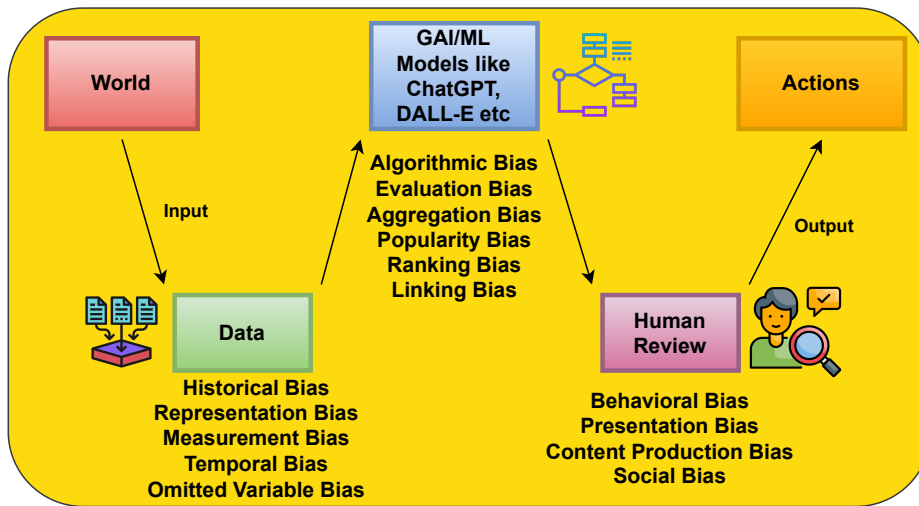 World
Input
Data
Historical Bias
Representation Bias
Measurement Bias
Temporal Bias
Omitted Variable Bias
GAI/ML
Models like
ChatGPT,
DALL-E etc
Algorithmic Bias
Evaluation Bias
Aggregation Bias
Popularity Bias
Ranking Bias
Linking Bias
Human
Review
Behavioral Bias
Presentation Bias
Content Production Bias
Social Bias
Output
Actions